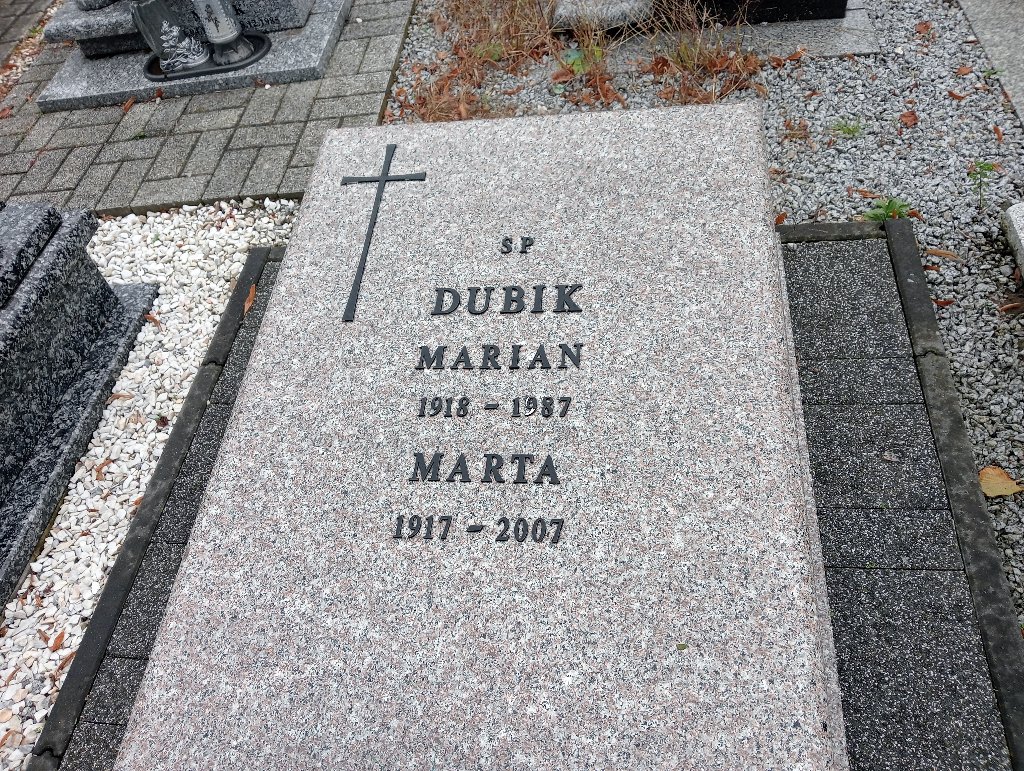 SP
DUBIK
MARIAN
1918 - 1987
MARTA
1917 - 2007